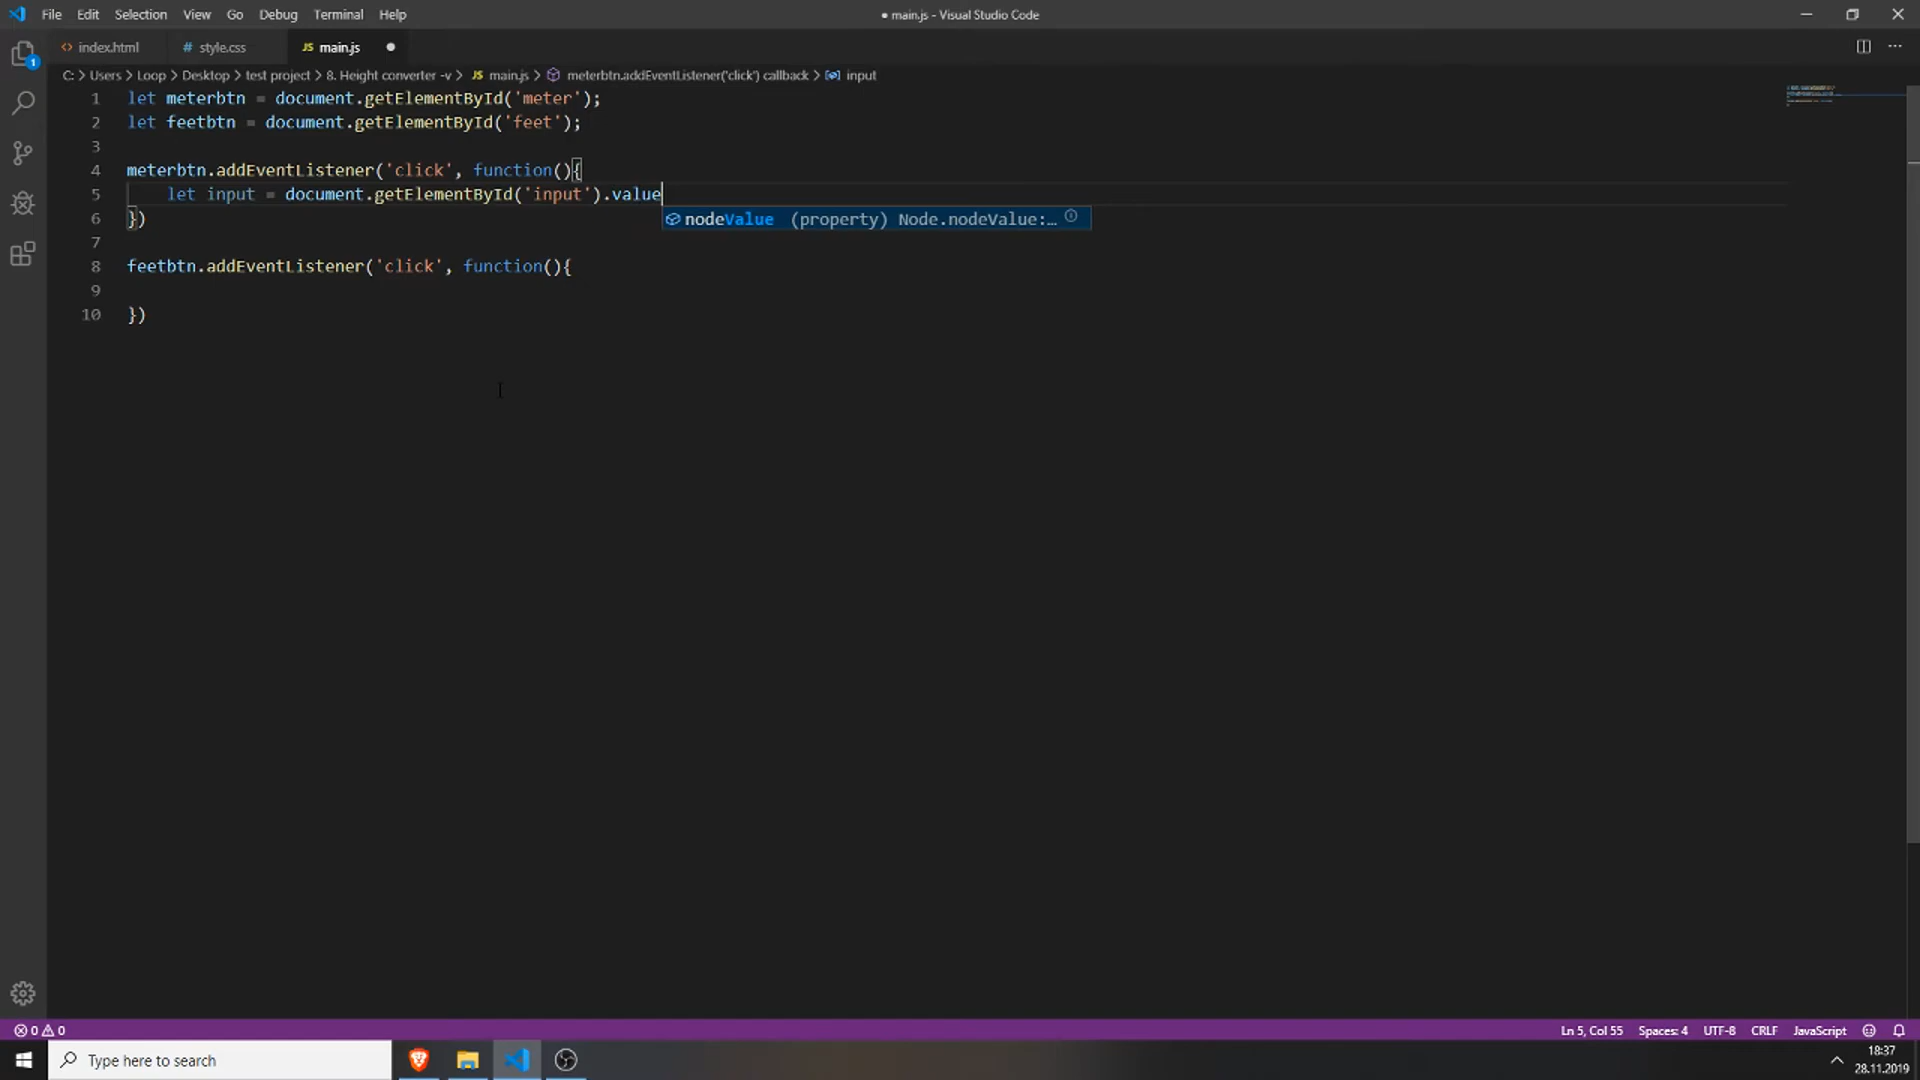 File Edit Selection View Go Debug Terminal Help
● main.js - Visual Studio Code
<> index.html # style.css JS main.js ●
C: > Users > Loop > Desktop > test project > 8. Height converter -v > JS main.js > meterbtn.addEventListener('click') callback > input
1 let meterbtn = document.getElementById('meter');
2 let feetbtn = document.getElementById('feet');
3
4 meterbtn.addEventListener('click', function(){
5 let input = document.getElementById('input').value
6 })
nodeValue (property) Node.nodeValue:…
7
8 feetbtn.addEventListener('click', function(){
9
10 })
1
0 0
Ln 5, Col 55 Spaces: 4 UTF-8 CRLF JavaScript
Type here to search
18:37
28.11.2019